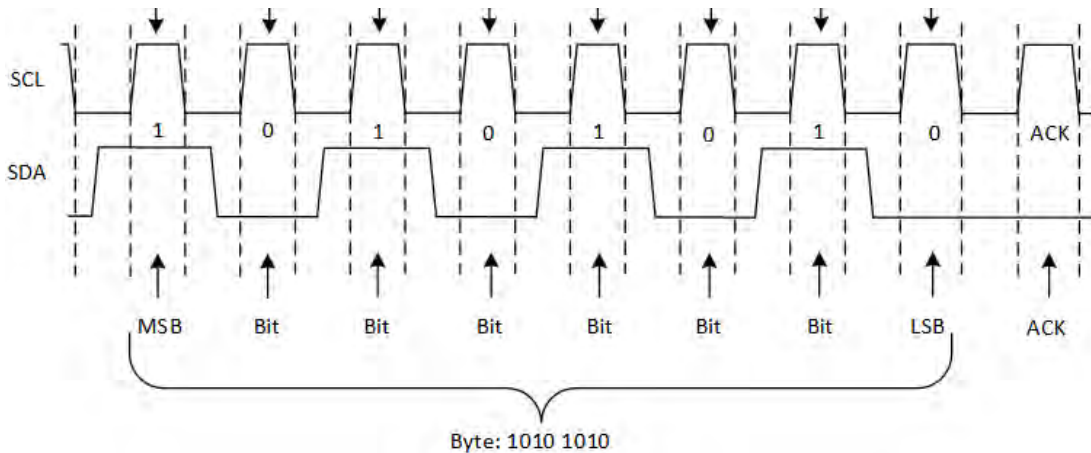 SCL
1 0 1 0 1 0 1 0 ACK
SDA
MSB Bit Bit Bit Bit Bit Bit LSB ACK
Byte: 1010 1010